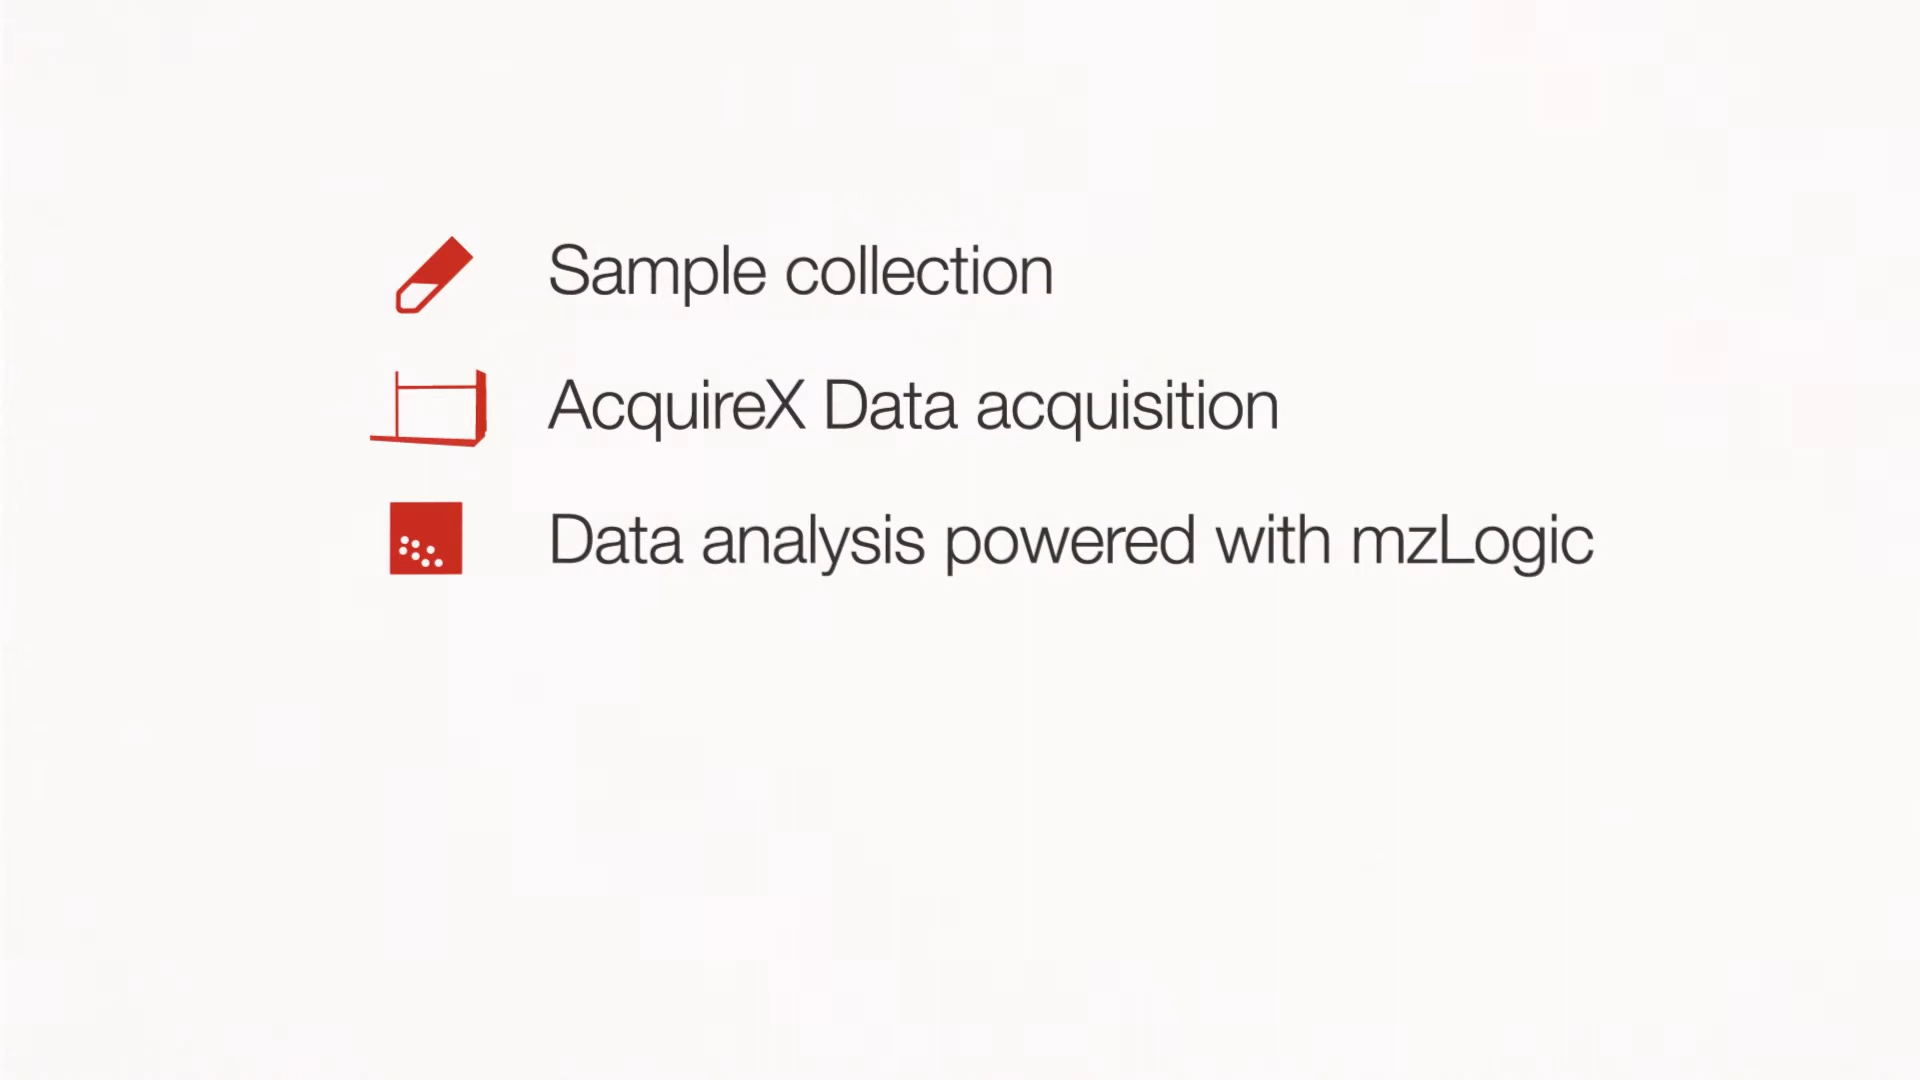 Sample collection
AcquireX Data acquisition
Data analysis powered with mzLogic